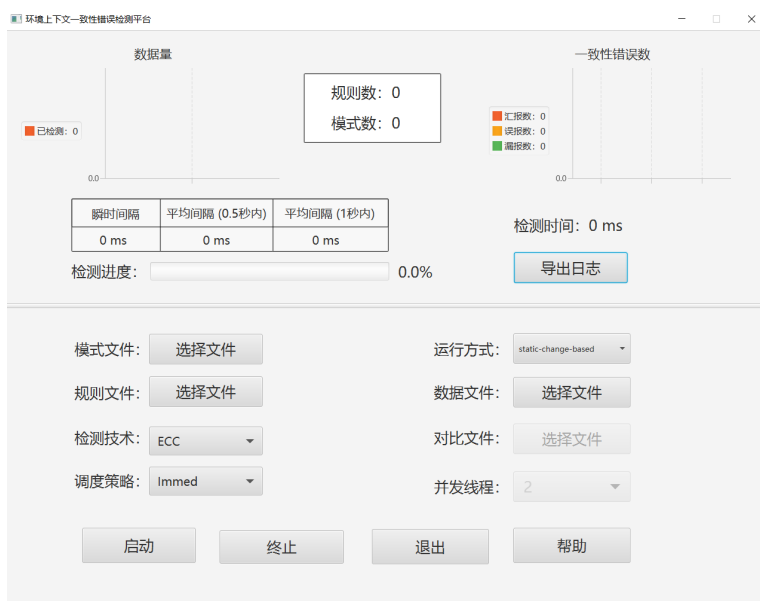 环境上下文一致性错误检测平台
数据量
一致性错误数
规则数：0
模式数：0
已检测：0
汇报数：0
误报数：0
漏报数：0
0.0
0.0
瞬时间隔 平均间隔 (0.5秒内) 平均间隔 (1秒内)
0 ms 0 ms 0 ms
检测时间：0 ms
检测进度： 0.0%
导出日志
模式文件： 选择文件 运行方式： static-change-based
规则文件： 选择文件 数据文件： 选择文件
检测技术： ECC 对比文件： 选择文件
调度策略： Immed 并发线程： 2
启动 终止 退出 帮助